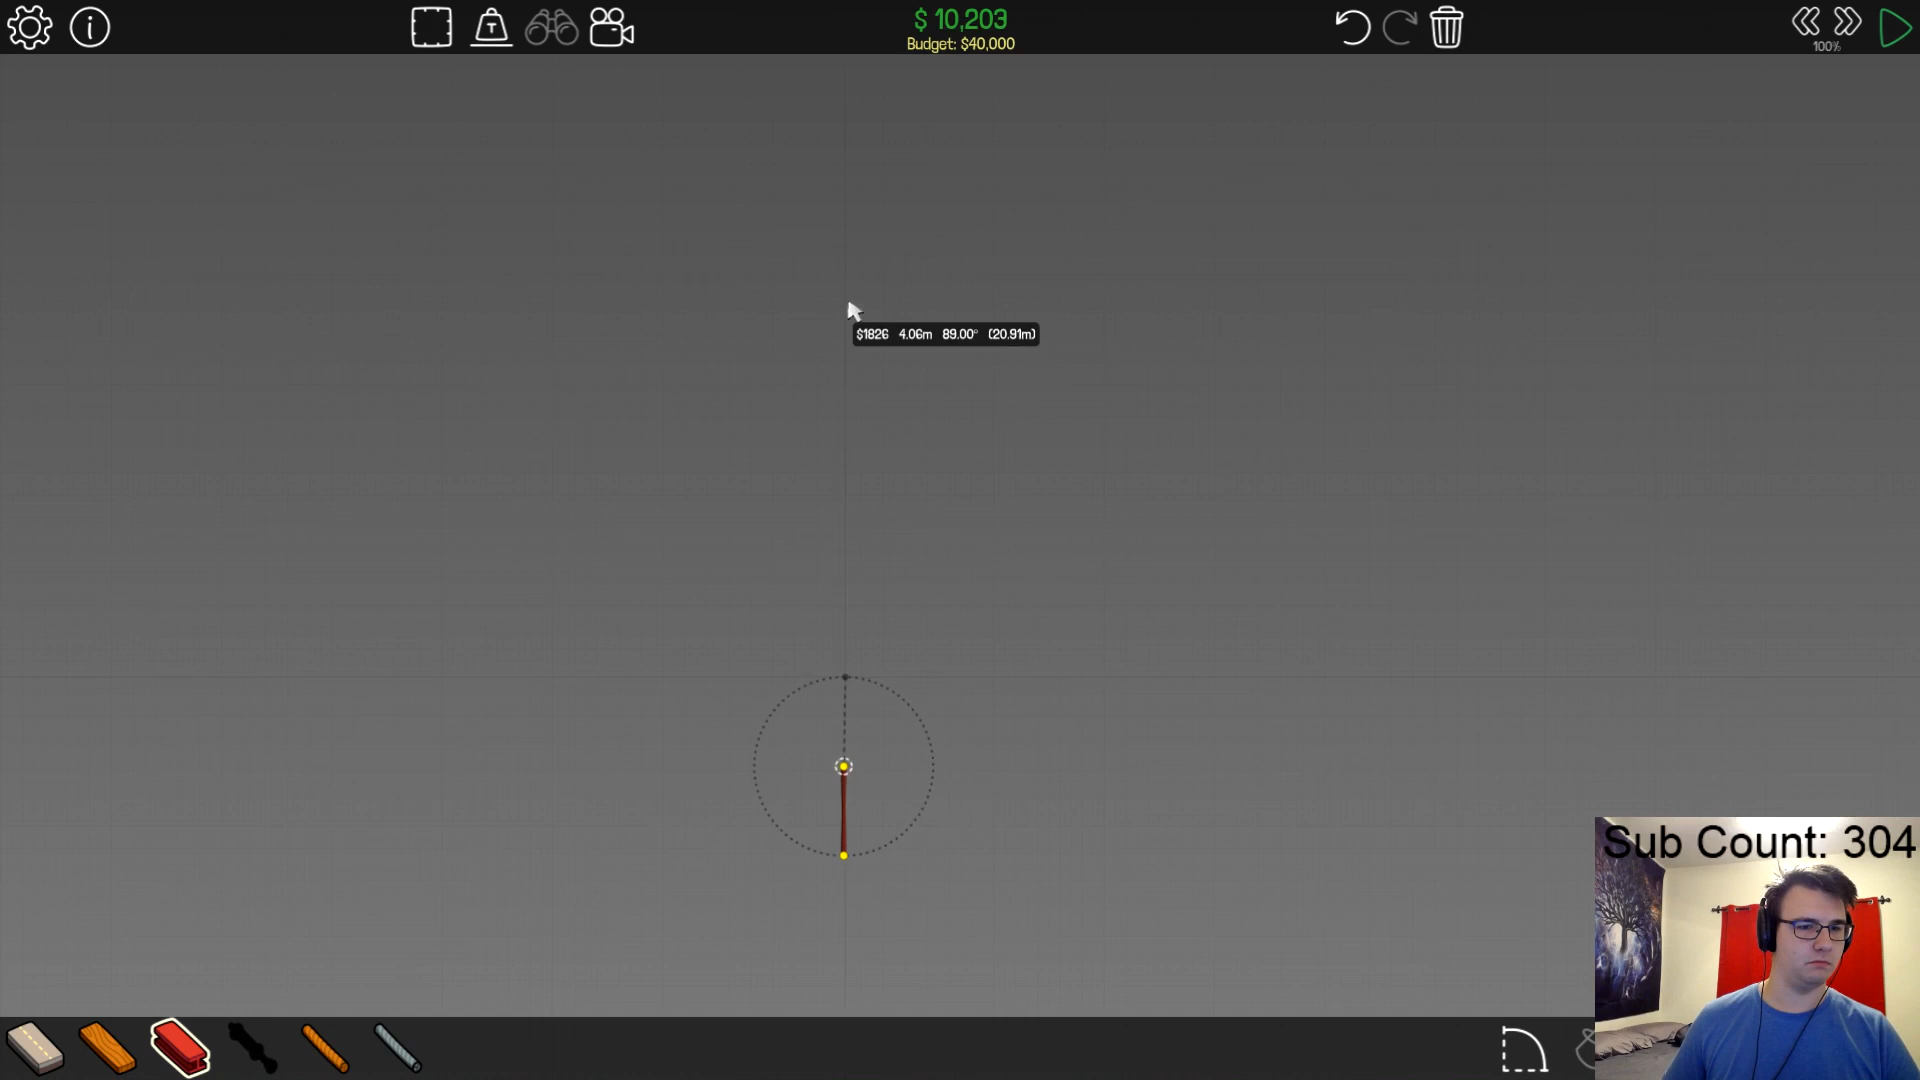 $ 10,203
Budget: $40,000
100%
$1826 4.06m 89.00° (20.91m)
Sub Count: 304